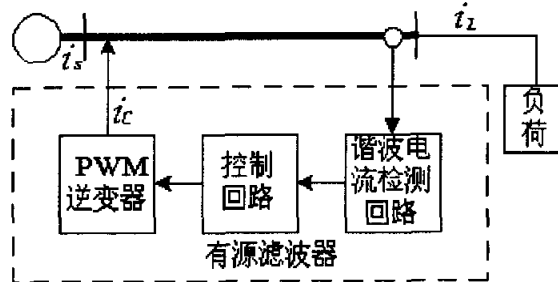 i_s
i_L
i_C
负
荷
PWM
逆变器
控制
回路
谐波电
流检测
回路
有源滤波器